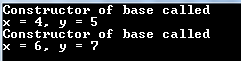 Constructor of base called
x = 4, y = 5
Constructor of base called
x = 6, y = 7